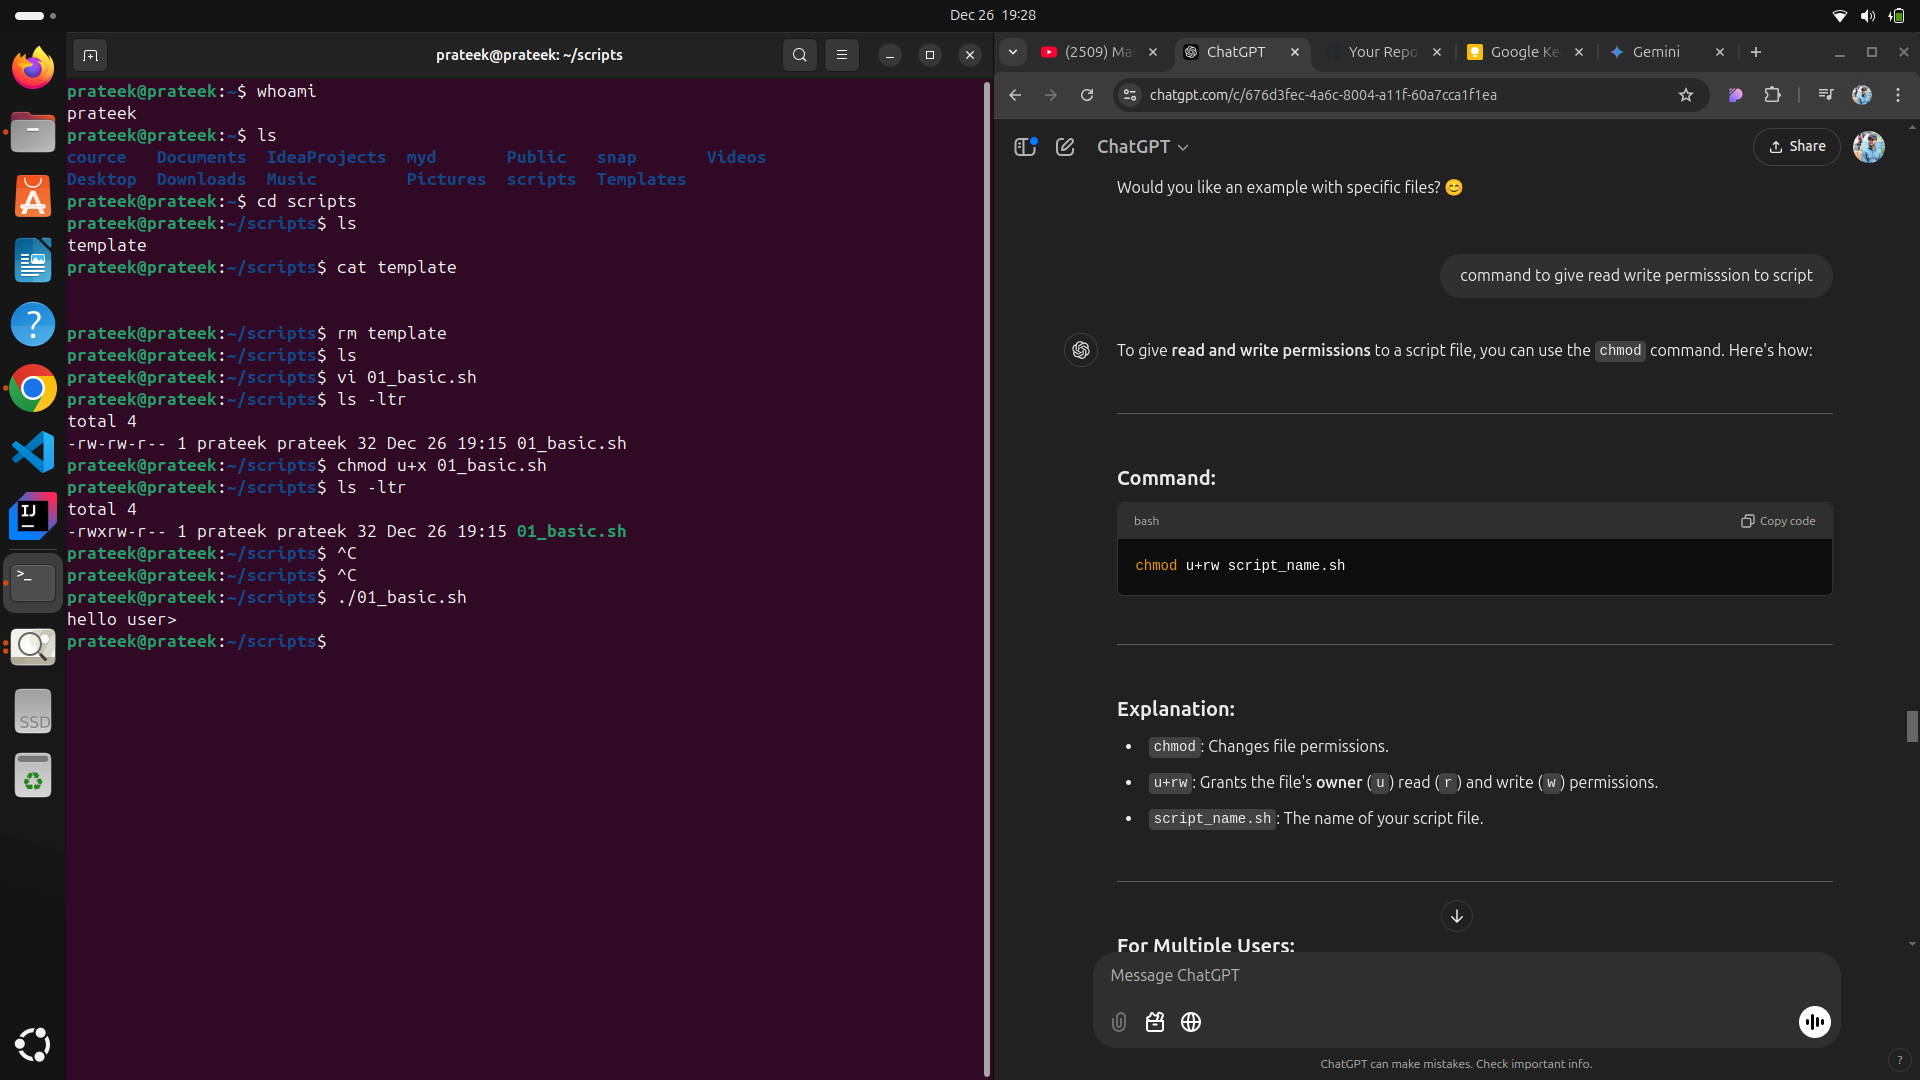 Dec 26 19:28
prateek@prateek: ~/scripts
prateek@prateek:~$ whoami
prateek
prateek@prateek:~$ ls
cource Documents IdeaProjects myd Public snap Videos
Desktop Downloads Music Pictures scripts Templates
prateek@prateek:~$ cd scripts
prateek@prateek:~/scripts$ ls
template
prateek@prateek:~/scripts$ cat template
prateek@prateek:~/scripts$ rm template
prateek@prateek:~/scripts$ ls
prateek@prateek:~/scripts$ vi 01_basic.sh
prateek@prateek:~/scripts$ ls -ltr
total 4
-rw-rw-r-- 1 prateek prateek 32 Dec 26 19:15 01_basic.sh
prateek@prateek:~/scripts$ chmod u+x 01_basic.sh
prateek@prateek:~/scripts$ ls -ltr
total 4
-rwxrw-r-- 1 prateek prateek 32 Dec 26 19:15 01_basic.sh
prateek@prateek:~/scripts$ ^C
prateek@prateek:~/scripts$ ^C
prateek@prateek:~/scripts$ ./01_basic.sh
hello user>
prateek@prateek:~/scripts$
IJ
>_
SSD
(2509) Ma
ChatGPT
Your Repo
Google Ke
Gemini
chatgpt.com/c/676d3fec-4a6c-8004-a11f-60a7cca1f1ea
ChatGPT
Share
Would you like an example with specific files? 😊
command to give read write permisssion to script
To give read and write permissions to a script file, you can use the chmod command. Here's how:
Command:
bash
Copy code
chmod u+rw script_name.sh
Explanation:
• chmod: Changes file permissions.
• u+rw: Grants the file's owner (u) read (r) and write (w) permissions.
• script_name.sh: The name of your script file.
For Multiple Users:
Message ChatGPT
ChatGPT can make mistakes. Check important info.
?